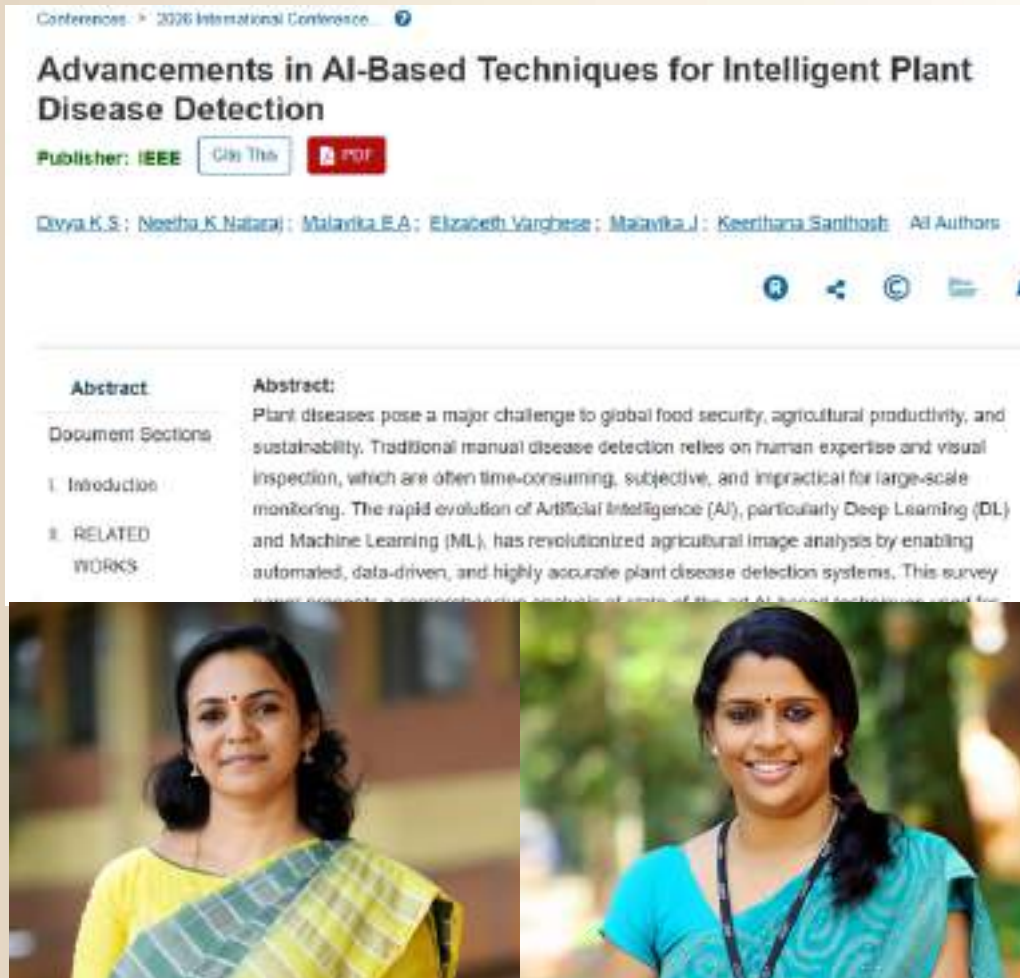 Conferences > 2026 International Conference...
Advancements in AI-Based Techniques for Intelligent Plant
Disease Detection
Publisher: IEEE Cite This PDF
Divya K S; Neetha K Nataraj; Malavika E A; Elizabeth Varghese; Malavika J; Keerthana Santhosh All Authors
Abstract
Document Sections
I. Introduction
II. RELATED
WORKS
Abstract:
Plant diseases pose a major challenge to global food security, agricultural productivity, and
sustainability. Traditional manual disease detection relies on human expertise and visual
inspection, which are often time-consuming, subjective, and impractical for large-scale
monitoring. The rapid evolution of Artificial Intelligence (AI), particularly Deep Learning (DL)
and Machine Learning (ML), has revolutionized agricultural image analysis by enabling
automated, data-driven, and highly accurate plant disease detection systems. This survey